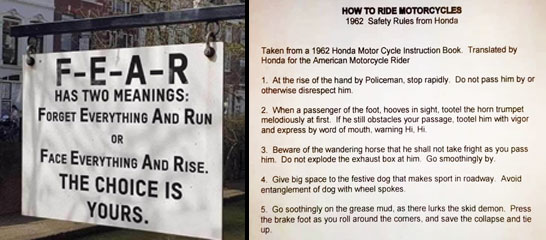 F-E-A-R
HAS TWO MEANINGS:
FORGET EVERYTHING AND RUN
OR
FACE EVERYTHING AND RISE.
THE CHOICE IS
YOURS.
HOW TO RIDE MOTORCYCLES
1962 Safety Rules from Honda
Taken from a 1962 Honda Motor Cycle Instruction Book. Translated by
Honda for the American Motorcycle Rider
1. At the rise of the hand by Policeman, stop rapidly. Do not pass him by or
otherwise disrespect him.
2. When a passenger of the foot, hooves in sight, tootel the horn trumpet
melodiously at first. If he still obstacles your passage, tootel him with vigor
and express by word of mouth, warning Hi, Hi.
3. Beware of the wandering horse that he shall not take fright as you pass
him. Do not explode the exhaust box at him. Go smoothingly by.
4. Give big space to the festive dog that makes sport in roadway. Avoid
entanglement of dog with wheel spokes.
5. Go soothingly on the grease mud, as there lurks the skid demon. Press
the brake foot as you roll around the corners, and save the collapse and tie
up.